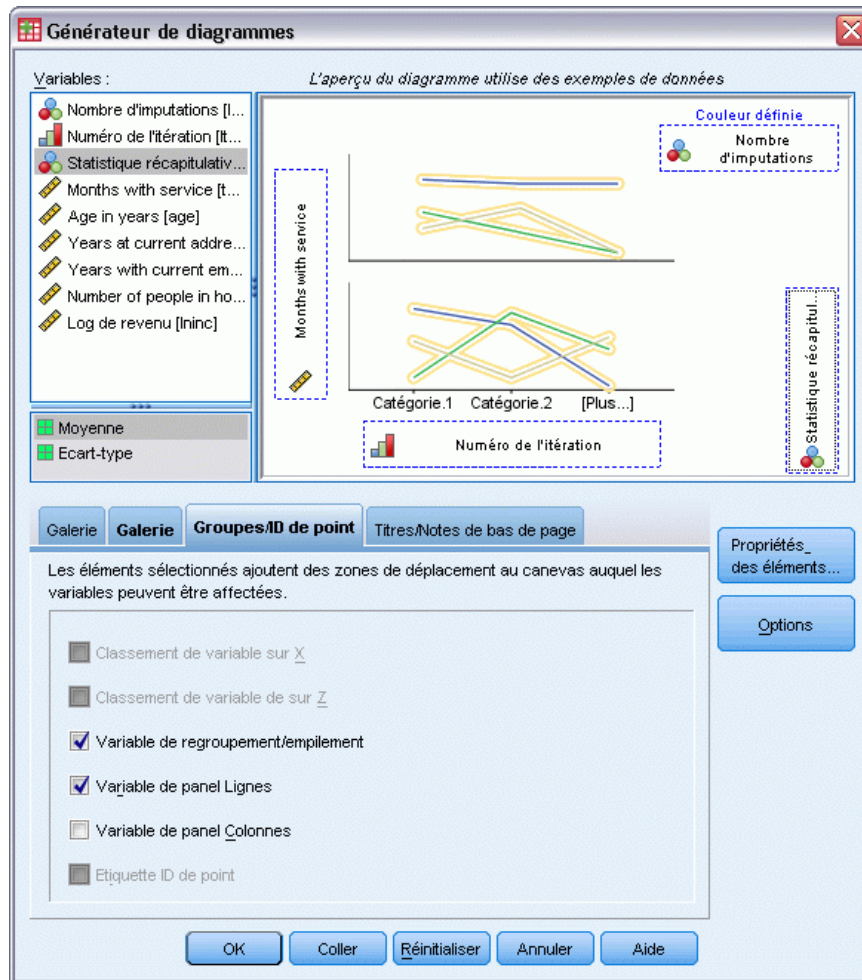 Générateur de diagrammes
Variables :
L'aperçu du diagramme utilise des exemples de données
Nombre d'imputations [I...
Numéro de l'itération [It...
Statistique récapitulativ...
Months with service [t...
Age in years [age]
Years at current addre...
Years with current em...
Number of people in ho...
Log de revenu [lninc]
Moyenne
Ecart-type
Couleur définie
Nombre
d'imputations
Months with service
Statistique récapitul...
Catégorie.1 Catégorie.2 [Plus...]
Numéro de l'itération
Galerie Galerie Groupes/ID de point Titres/Notes de bas de page
Les éléments sélectionnés ajoutent des zones de déplacement au canevas auquel les
variables peuvent être affectées.
Classement de variable sur X
Classement de variable de sur Z
Variable de regroupement/empilement
Variable de panel Lignes
Variable de panel Colonnes
Etiquette ID de point
Propriétés_
des éléments...
Options
OK Coller Réinitialiser Annuler Aide